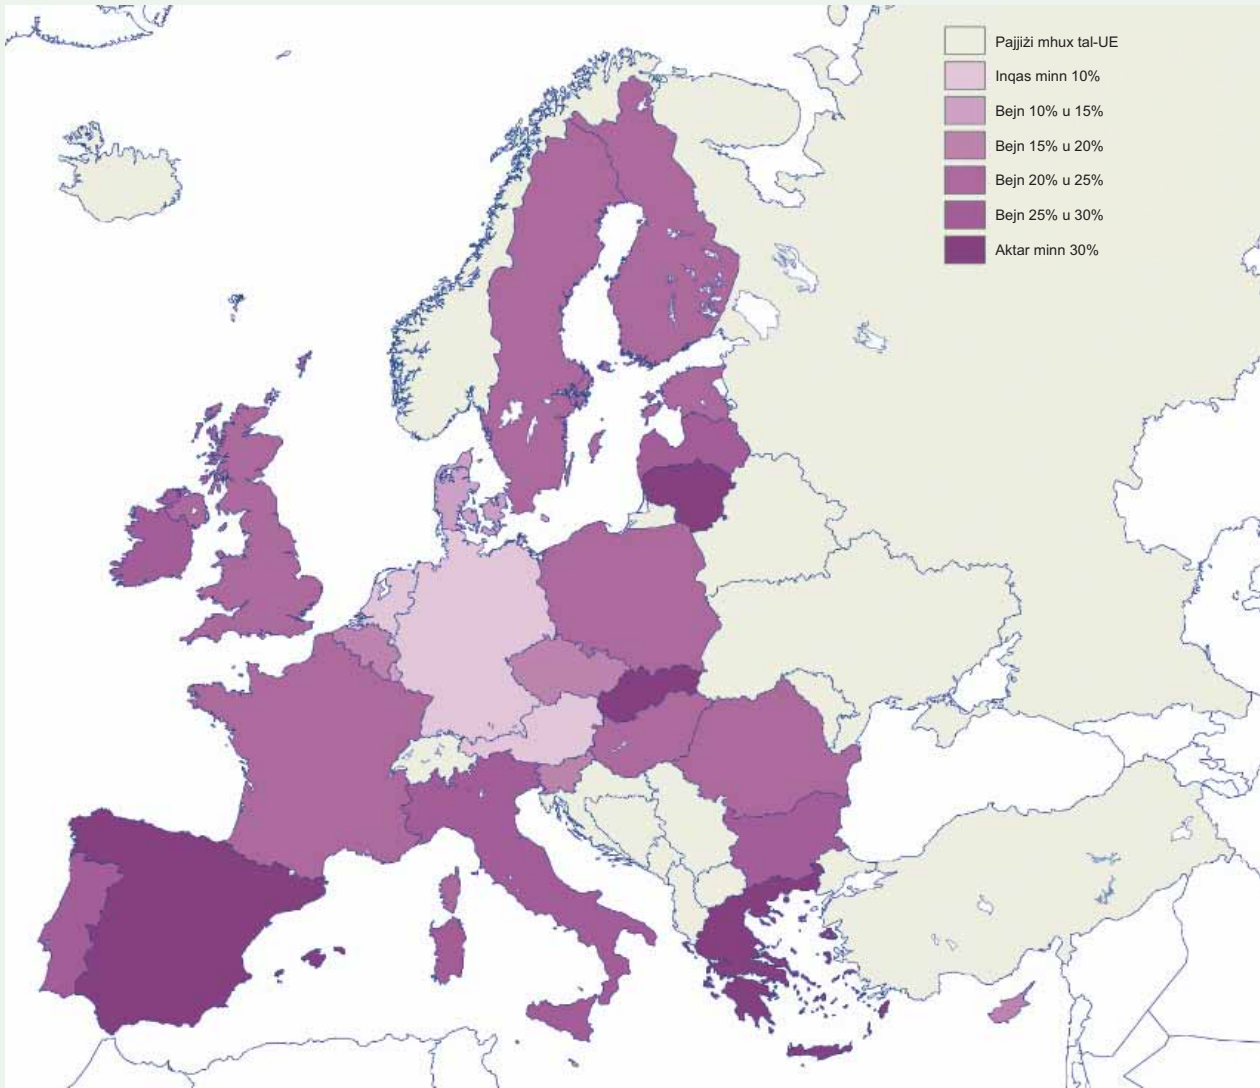 Pajjiżi mhux tal-UE
Inqas minn 10%
Bejn 10% u 15%
Bejn 15% u 20%
Bejn 20% u 25%
Bejn 25% u 30%
Aktar minn 30%